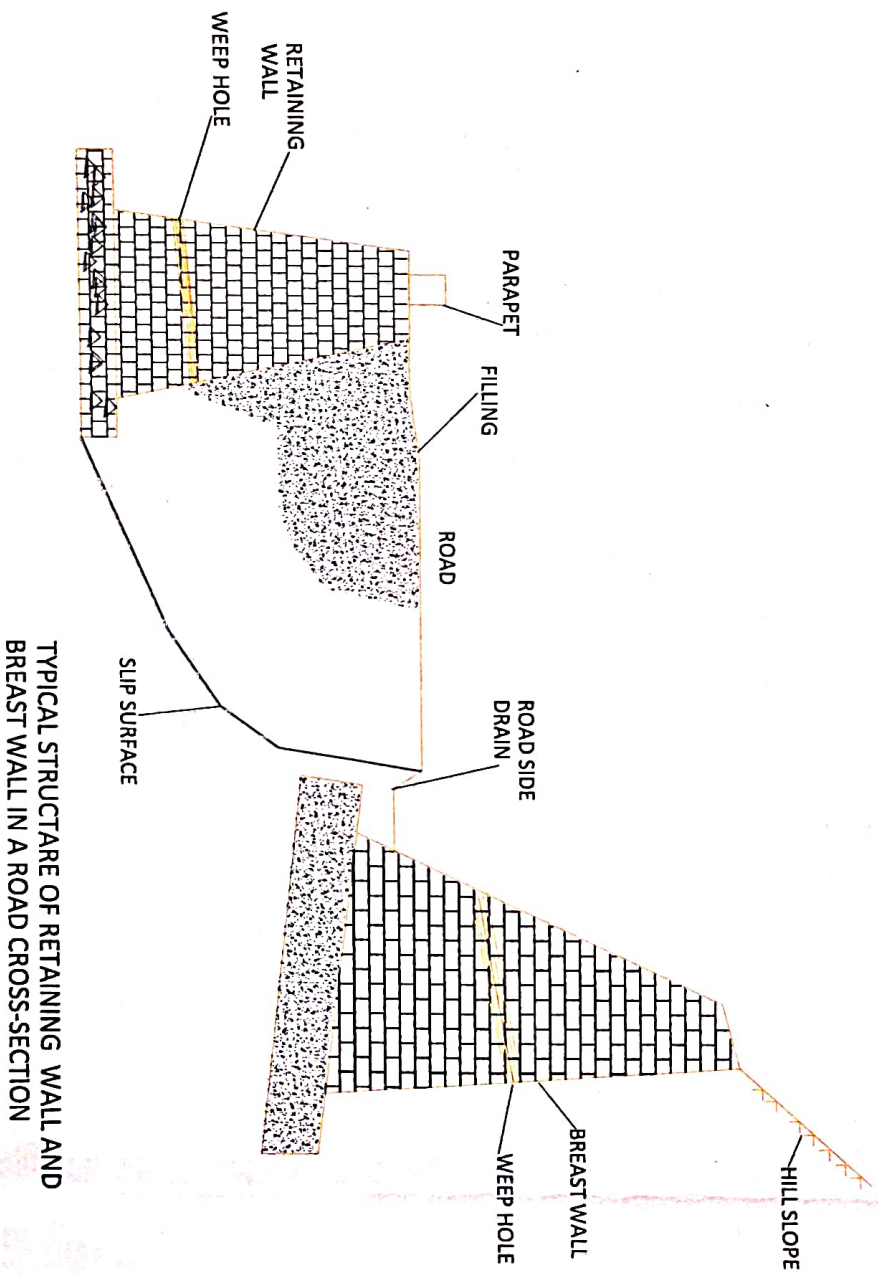 RETAINING
WALL
WEEP HOLE
PARAPET
FILLING
ROAD
SLIP SURFACE
ROAD SIDE
DRAIN
BREAST WALL
WEEP HOLE
HILL SLOPE
TYPICAL STRUCTARE OF RETAINING WALL AND
BREAST WALL IN A ROAD CROSS-SECTION